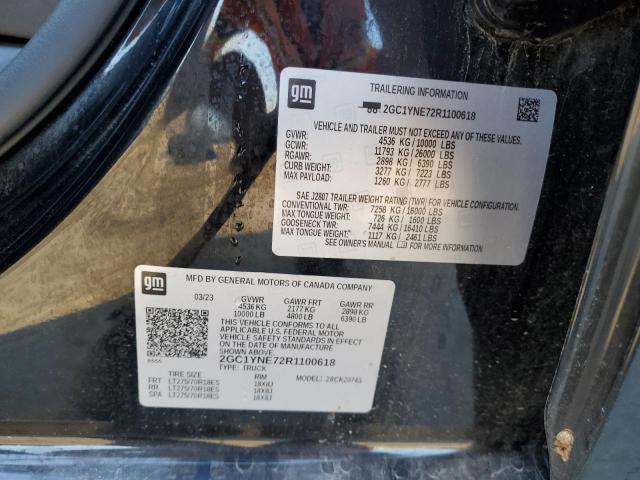 gm
TRAILERING INFORMATION
2GC1YNE72R1100618
VEHICLE AND TRAILER MUST NOT EXCEED ANY OF THESE VALUES.
GVWR: 4536 KG/10000 LBS
GCWR: 11793 KG/26000 LBS
RGAWR: 2898 KG/ 6390 LBS
CURB WEIGHT: 3277 KG/ 7223 LBS
MAX PAYLOAD: 1260 KG/ 2777 LBS
SAE J2807 TRAILER WEIGHT RATING (TWR) FOR VEHICLE CONFIGURATION.
CONVENTIONAL TWR: 7258 KG/16000 LBS
MAX TONGUE WEIGHT: 726 KG/ 1600 LBS
GOOSENECK TWR: 7444 KG/16410 LBS
MAX TONGUE WEIGHT: 1117 KG/ 2461 LBS
SEE OWNER'S MANUAL FOR MORE INFORMATION
gm
MFD BY GENERAL MOTORS OF CANADA COMPANY
03/23 GVWR GAWR FRT GAWR RR
4536 KG 2177 KG 2898 KG
10000 LB 4800 LB 6390 LB
THIS VEHICLE CONFORMS TO ALL
APPLICABLE U.S. FEDERAL MOTOR
VEHICLE SAFETY STANDARDS IN EFFECT
ON THE DATE OF MANUFACTURE SHOWN
ABOVE.
2GC1YNE72R1100618
TYPE: TRUCK
TIRE SIZE RIM MODEL: 28CK20743
FRT LT275/70R18ES 18X8J
RR LT275/70R18ES 18X8J
SPA LT275/70R18ES 18X8J